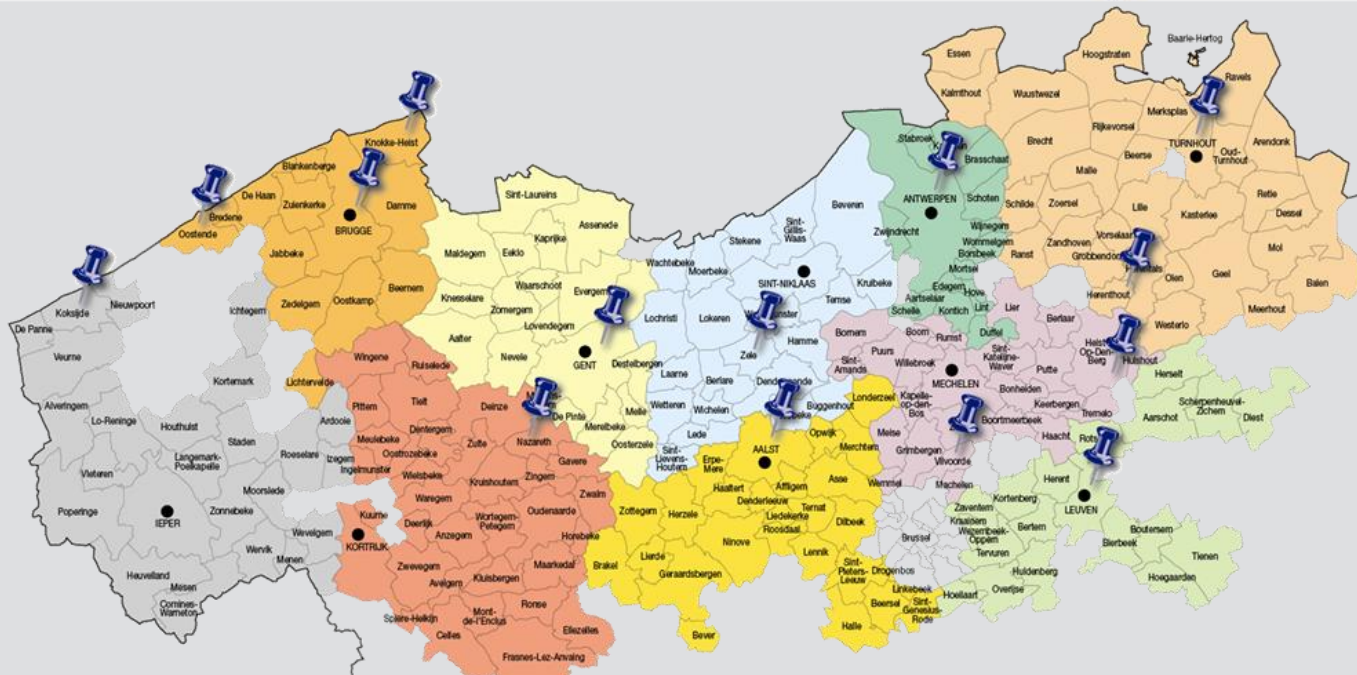 Baarle-Hertog
Essen
Hoogstraten
Ravels
Kalmthout
Wuustwezel
Merksplas
Rijkevorsel
Knokke-Heist
Stabroek
Brecht
TURNHOUT
Arendonk
Brasschaat
Beerse
Oud-
Turnhout
Blankenberge
Malle
De Haan
Sint-Laureins
Retie
Zuienkerke
Damme
ANTWERPEN
Schoten
Schilde
Zoersel
Lille
Kasterlee
Dessel
Beveren
Bredene
Oostende
BRUGGE
Assenede
Sint-
Gillis-
Waas
Zwijndrecht
Wijnegem
Wommelgem
Borsbeek
Vorselaar
Zandhoven
Grobbendonk
Mol
Kaprijke
Stekene
Jabbeke
Maldegem
Eeklo
Ranst
Wachtebeke
Moerbeke
Mortsel
Olen
Geel
Balen
SINT-NIKLAAS
Kruibeke
Edegem
Hove
Aartselaar
Herenthout
Waarschoot
Evergem
Beernem
Zedelgem
Oostkamp
Knesselare
Temse
Schelle
Kontich
Lint
Lier
Meerhout
Nieuwpoort
Koksijde
Ichtegem
Zomergem
Lochristi
Lokeren
Berlaar
Westerlo
De Panne
Lovendegem
Bornem
Boom
Rumst
Duffel
Veurne
Aalter
Hamme
Puurs
Willebroek
Sint-
Katelijne-
Waver
Heist-
Op-Den-
Berg
Hulshout
Wingene
Ruiselede
Nevele
GENT
Destelbergen
Zele
Sint-
Amands
MECHELEN
Putte
Herselt
Kortemark
Lichtervelde
Laarne
Berlare
Bonheiden
Londerzeel
Kapelle-
op-den-
Bos
Keerbergen
Scherpenheuvel-
Zichem
Alveringem
Pittem
Tielt
Deinze
De Pinte
Melle
Wetteren
Wichelen
Buggenhout
Tremelo
Aarschot
Diest
Lo-Reninge
Houthulst
Ardooie
Dentergem
Merelbeke
Boortmeerbeek
Staden
Meulebeke
Zulte
Nazareth
Oosterzele
Lede
Opwijk
Meise
Haacht
Merchtem
Grimbergen
Langemark-
Poelkapelle
Roeselare
Izegem
Oostrozebeke
Sint-
Lievens-
Houtem
Erpe-
Mere
AALST
Vilvoorde
Vleteren
Ingelmunster
Wielsbeke
Gavere
Zingem
Kruishoutem
Haaltert
Affligem
Asse
Wemmel
Machelen
Herent
Moorslede
Waregem
Zwalm
Denderleeuw
Kortenberg
LEUVEN
Poperinge
IEPER
Zonnebeke
Kuurne
Deerlijk
Wortegem-
Petegem
Oudenaarde
Zottegem
Herzele
Liedekerke
Ternat
Dilbeek
Zaventem
Kraainem
Wezembeek-
Oppem
Bertem
Boutersem
Roosdaal
Wevelgem
KORTRIJK
Anzegem
Horebeke
Ninove
Brussel
Bierbeek
Wervik
Menen
Lierde
Lennik
Tervuren
Tienen
Zwevegem
Maarkedal
Brakel
Geraardsbergen
Sint-
Pieters-
Leeuw
Drogenbos
Huldenberg
Hoegaarden
Heuvelland
Mesen
Avelgem
Kluisbergen
Linkebeek
Hoeilaart
Overijse
Comines-
Warneton
Ronse
Beersel
Sint-
Genesius-
Rode
Spiere-Helkijn
Mont-
de-l'Enclus
Celles
Ellezelles
Halle
Bever
Frasnes-Lez-Anvaing